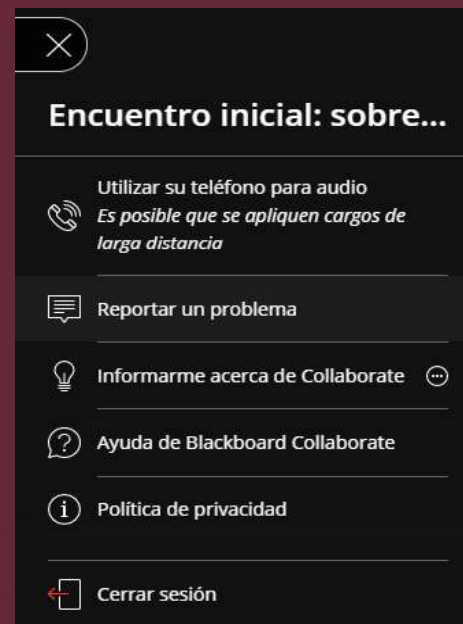 Encuentro inicial: sobre...
Utilizar su teléfono para audio
Es posible que se apliquen cargos de
larga distancia
Reportar un problema
Informarme acerca de Collaborate
Ayuda de Blackboard Collaborate
Política de privacidad
Cerrar sesión